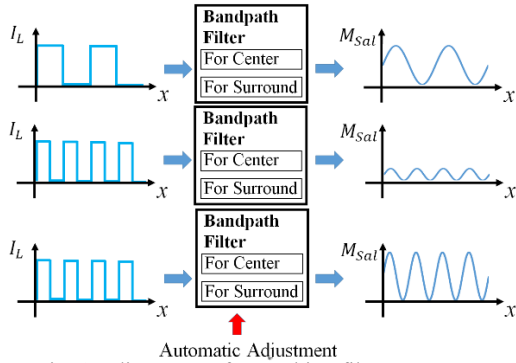 I_L
x
Bandpath
Filter
For Center
For Surround
M_Sal
x
I_L
x
Bandpath
Filter
For Center
For Surround
M_Sal
x
I_L
x
Bandpath
Filter
For Center
For Surround
M_Sal
x
Automatic Adjustment